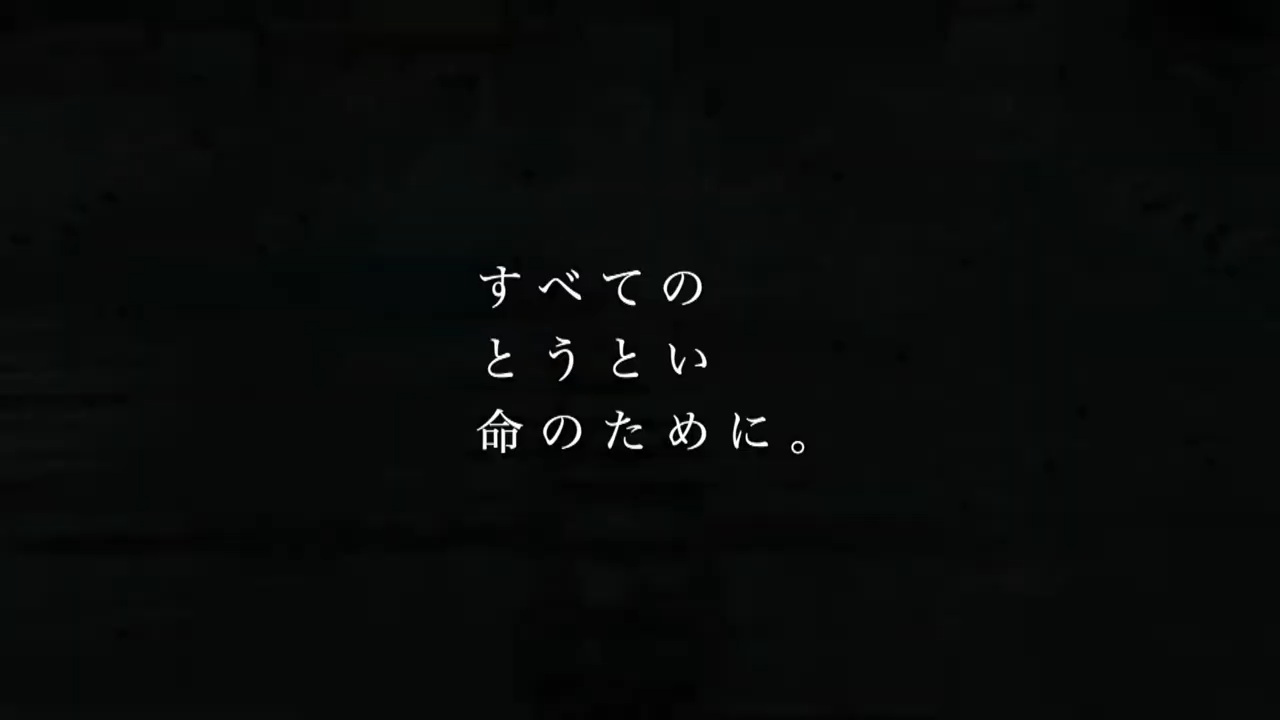 すべての
とうとい
命のために。